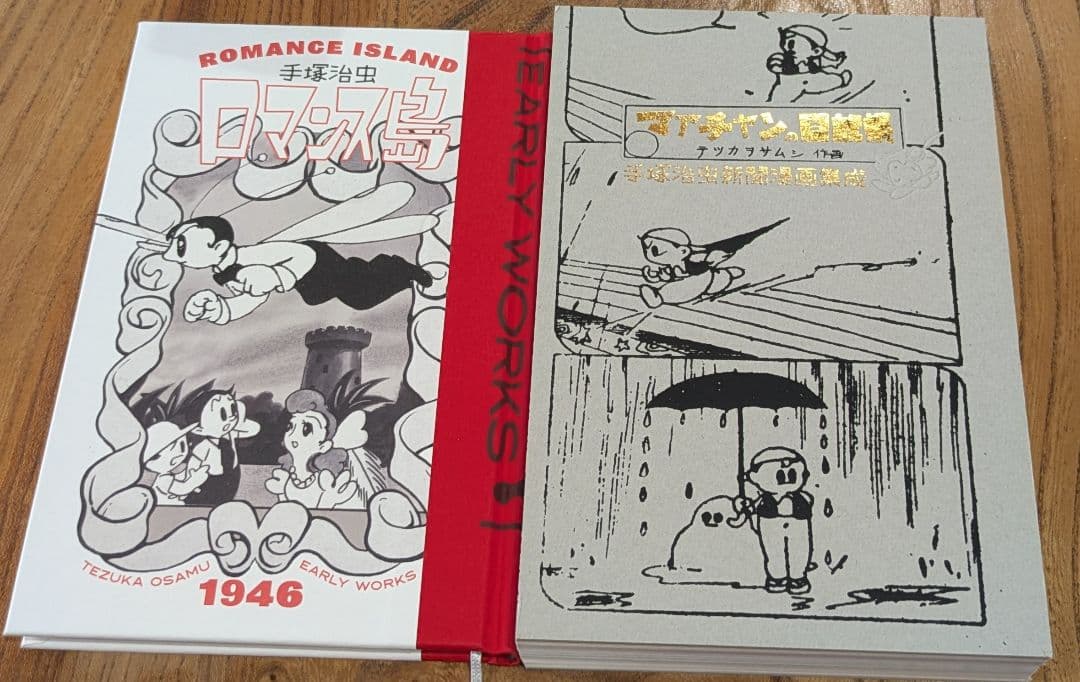 ROMANCE ISLAND
手塚治虫
ロマンス島
TEZUKA OSAMU EARLY WORKS
1946
EARLY WORKS
マアチャンの日記帳
テツカヲサムシ 作画
手塚治虫新聞漫画集成